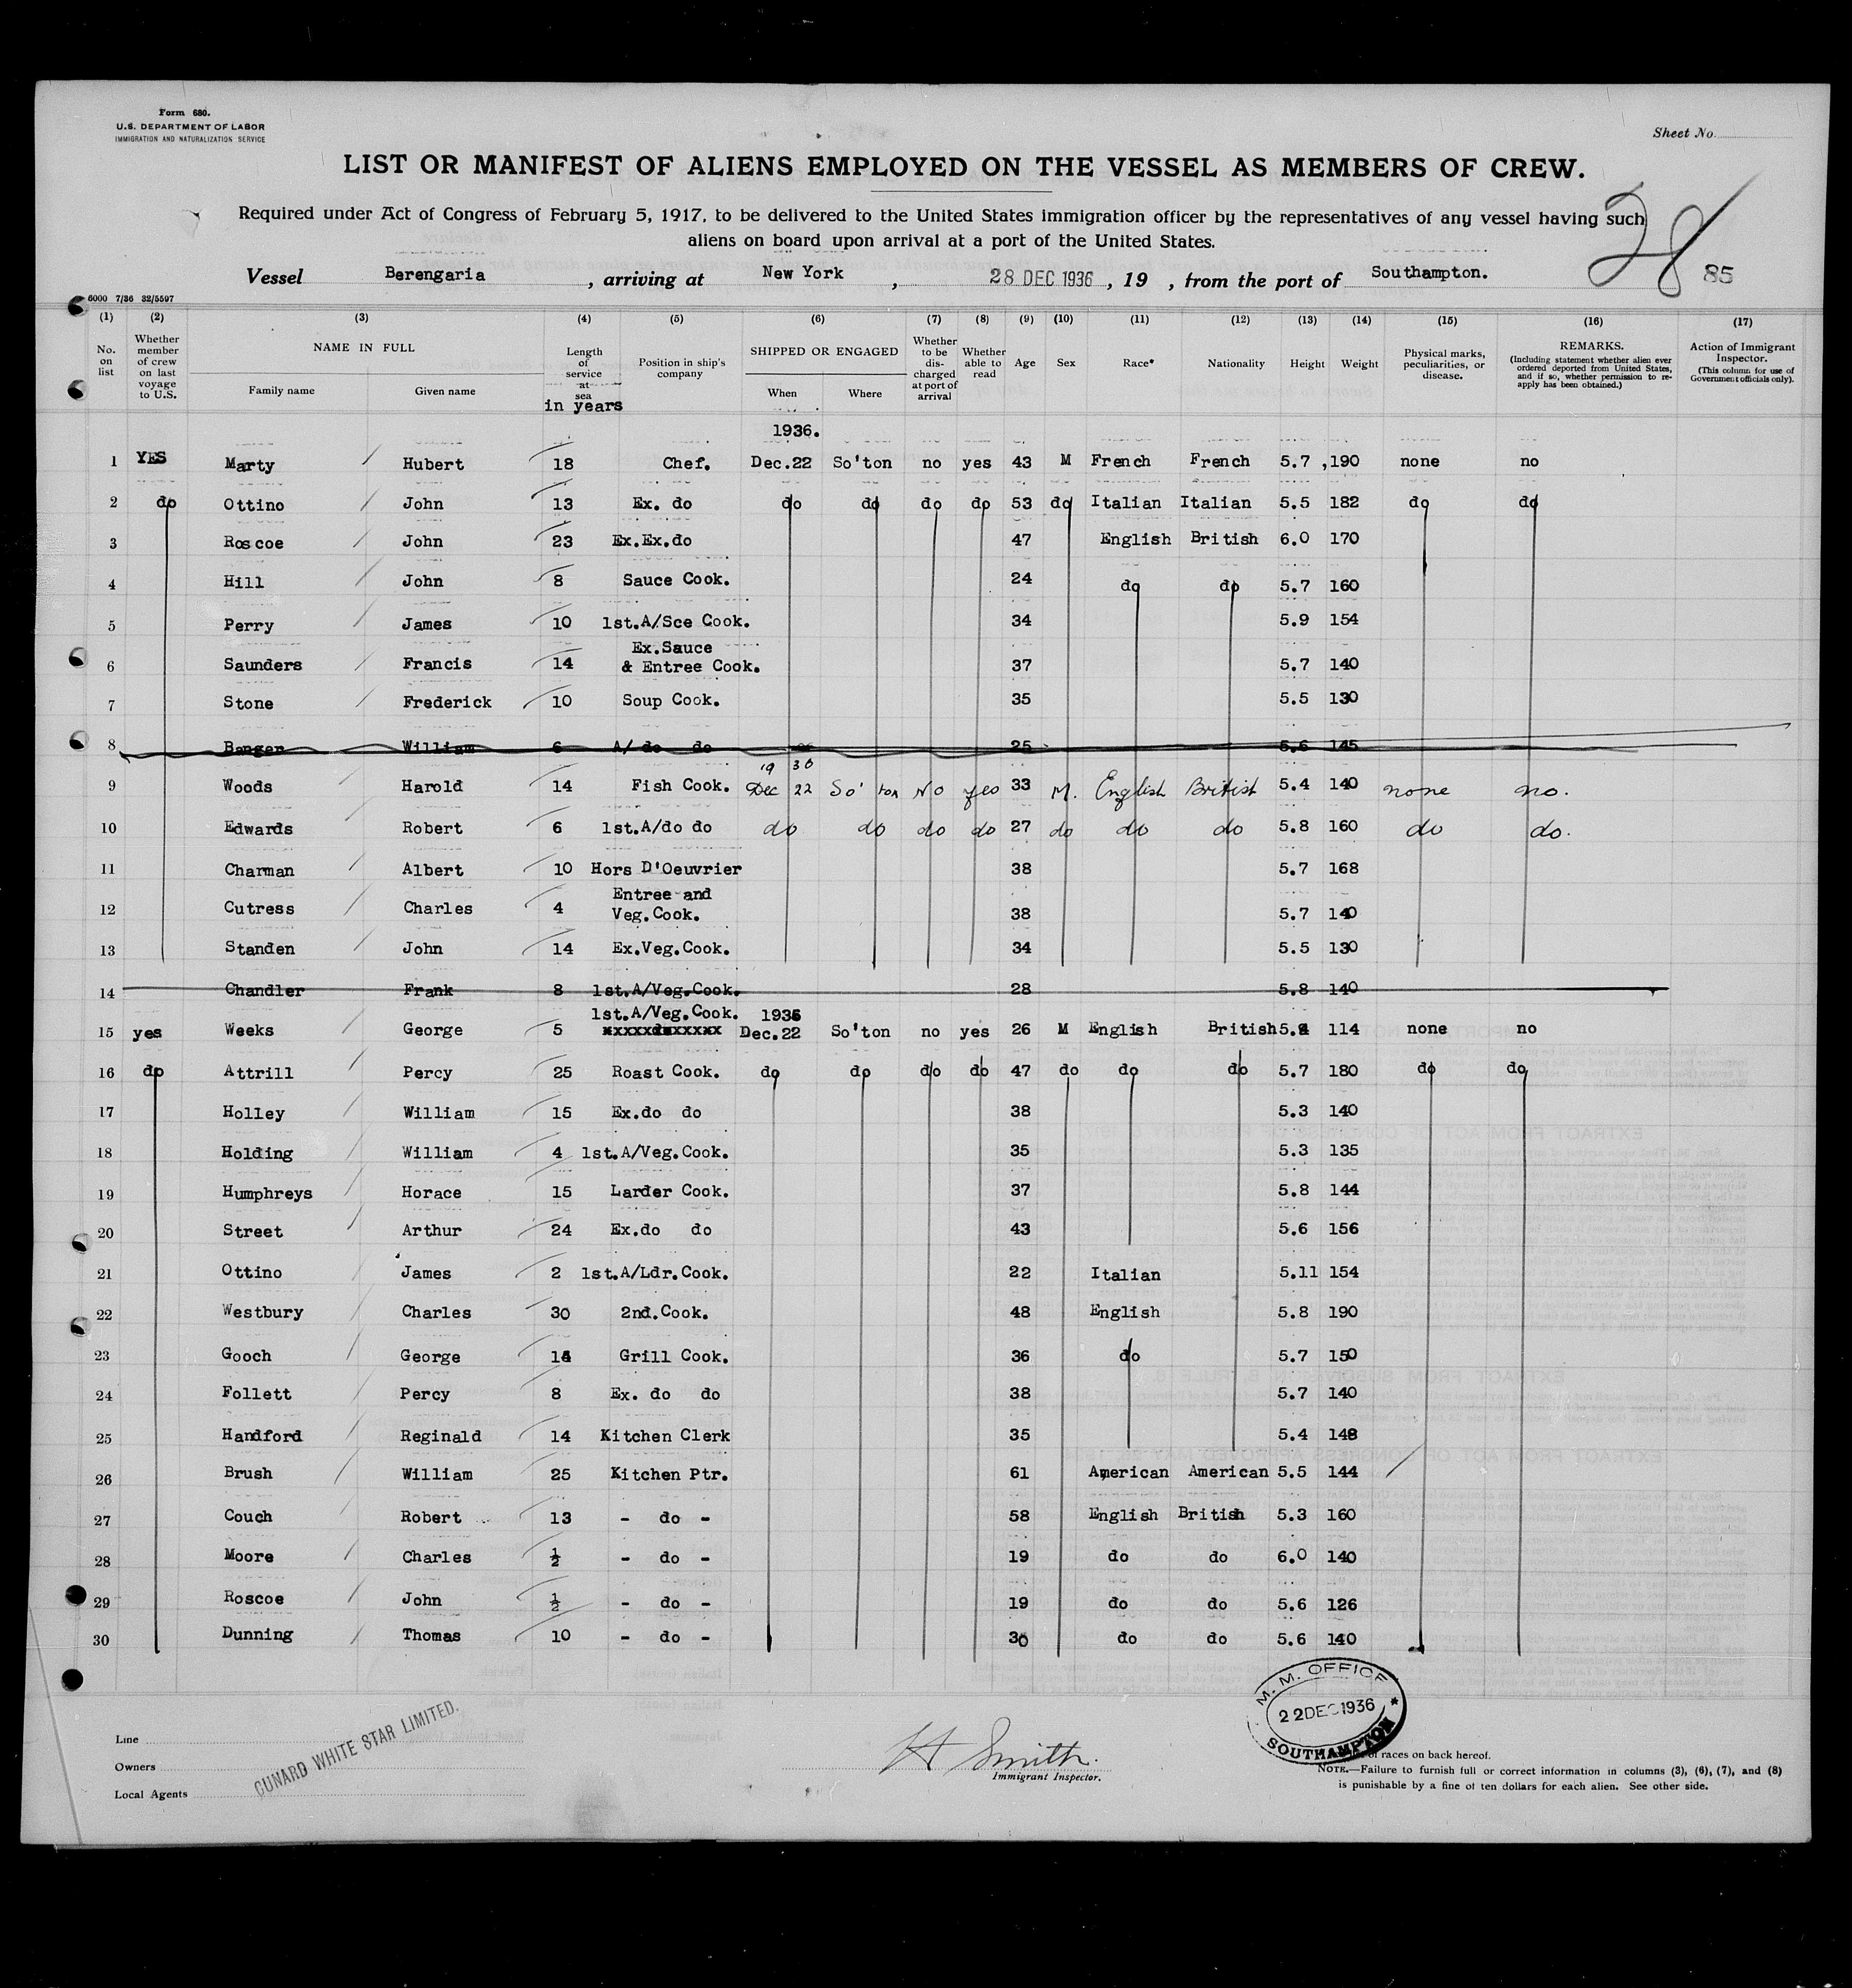 Form 680.
U.S. DEPARTMENT OF LABOR
IMMIGRATION AND NATURALIZATION SERVICE
Sheet No.
LIST OR MANIFEST OF ALIENS EMPLOYED ON THE VESSEL AS MEMBERS OF CREW.
Required under Act of Congress of February 5, 1917, to be delivered to the United States immigration officer by the representatives of any vessel having such
aliens on board upon arrival at a port of the United States.
28
85
Vessel Berengaria, arriving at New York, 28 DEC 1936, 19 , from the port of Southampton.
6000 7/36 32/5597
(1) (2) (3) (4) (5) (6) (7) (8) (9) (10) (11) (12) (13) (14) (15) (16) (17)
No. on list
Whether member of crew on last voyage to U.S.
NAME IN FULL
Family name
Given name
Length of service at sea
in years
Position in ship's company
SHIPPED OR ENGAGED
When
Where
Whether to be discharged at port of arrival
Whether able to read
Age
Sex
Race*
Nationality
Height
Weight
Physical marks, peculiarities, or disease.
REMARKS.
(Including statement whether alien ever ordered deported from United States, and if so, whether permission to reapply has been obtained.)
Action of Immigrant Inspector.
(This column for use of Government officials only).
1936.
1 YES Marty Hubert 18 Chef. Dec.22 So'ton no yes 43 M French French 5.7 ,190 none no
2 do Ottino John 13 Ex. do do do do do 53 do Italian Italian 5.5 182 do do
3 Roscoe John 23 Ex.Ex.do 47 English British 6.0 170
4 Hill John 8 Sauce Cook. 24 do do 5.7 160
5 Perry James 10 1st.A/Sce Cook. 34 5.9 154
6 Saunders Francis 14 Ex.Sauce & Entree Cook. 37 5.7 140
7 Stone Frederick 10 Soup Cook. 35 5.5 130
8 Banger William 6 A/ do do 25 5.6 145
1936
9 Woods Harold 14 Fish Cook. Dec 22 So'ton No yes 33 M. English British 5.4 140 none no.
10 Edwards Robert 6 1st.A/do do do do do do 27 do do do 5.8 160 do do.
11 Charman Albert 10 Hors D'Oeuvrier 38 5.7 168
12 Cutress Charles 4 Entree and Veg.Cook. 38 5.7 140
13 Standen John 14 Ex.Veg.Cook. 34 5.5 130
14 Chandler Frank 8 1st.A/Veg.Cook. 28 5.8 140
1st.A/Veg.Cook. 1936
15 yes Weeks George 5 Dec.22 So'ton no yes 26 M English British 114 none no
16 do Attrill Percy 25 Roast Cook. do do do do 47 do do do 5.7 180 do do
17 Holley William 15 Ex.do do 38 5.3 140
18 Holding William 4 1st.A/Veg.Cook. 35 5.3 135
19 Humphreys Horace 15 Larder Cook. 37 5.8 144
20 Street Arthur 24 Ex.do do 43 5.6 156
21 Ottino James 2 1st.A/Ldr.Cook. 22 Italian 5.11 154
22 Westbury Charles 30 2nd.Cook. 48 English 5.8 190
23 Gooch George Grill Cook. 36 do 5.7 150
24 Follett Percy 8 Ex. do do 38 5.7 140
25 Handford Reginald 14 Kitchen Clerk 35 5.4 148
26 Brush William 25 Kitchen Ptr. 61 American American 5.5 144
27 Couch Robert 13 - do - 58 English British 5.3 160
28 Moore Charles ½ - do - 19 do do 6.0 140
29 Roscoe John ½ - do - 19 do do 5.6 126
30 Dunning Thomas 10 - do - 30 do do 5.6 140
M. M. OFFICE
22 DEC 1936
SOUTHAMPTON
Line
Owners
Local Agents
CUNARD WHITE STAR LIMITED.
H Smith.
Immigrant Inspector.
of races on back hereof.
NOTE.—Failure to furnish full or correct information in columns (3), (6), (7), and (8)
is punishable by a fine of ten dollars for each alien. See other side.